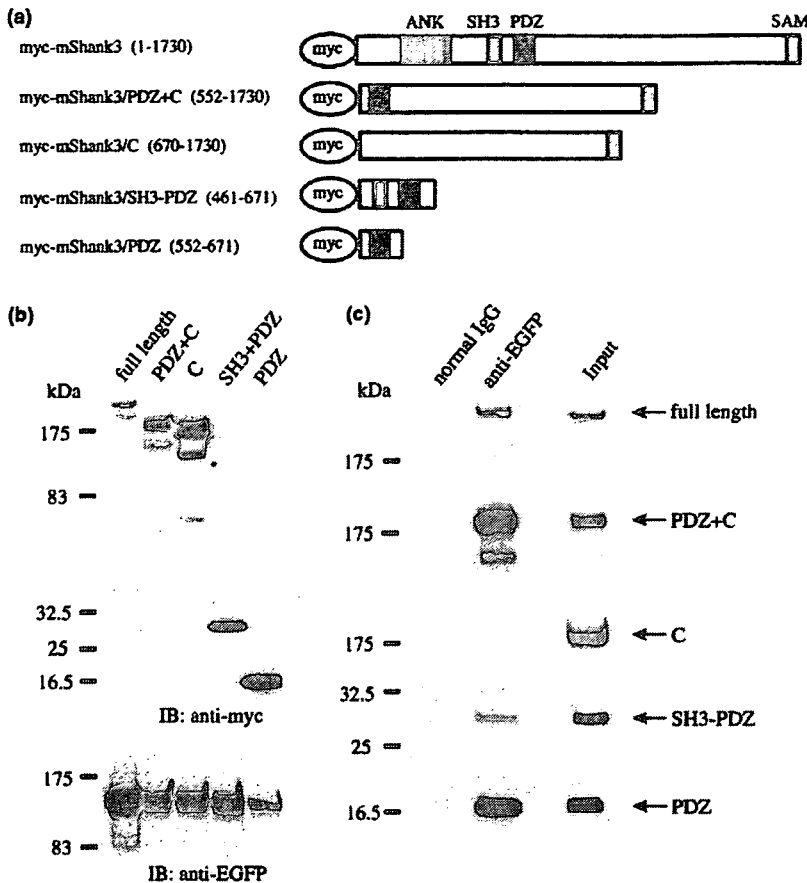 (a)
ANK SH3 PDZ SAM
myc-mShank3 (1-1730) myc
myc-mShank3/PDZ+C (552-1730) myc
myc-mShank3/C (670-1730) myc
myc-mShank3/SH3-PDZ (461-671) myc
myc-mShank3/PDZ (552-671) myc
(b)
full length PDZ+C C SH3+PDZ PDZ
kDa
175
83
32.5
25
16.5
IB: anti-myc
175
83
IB: anti-EGFP
(c)
normal IgG anti-EGFP Input
kDa
full length
175
PDZ+C
175
C
175
32.5
SH3-PDZ
25
16.5 PDZ